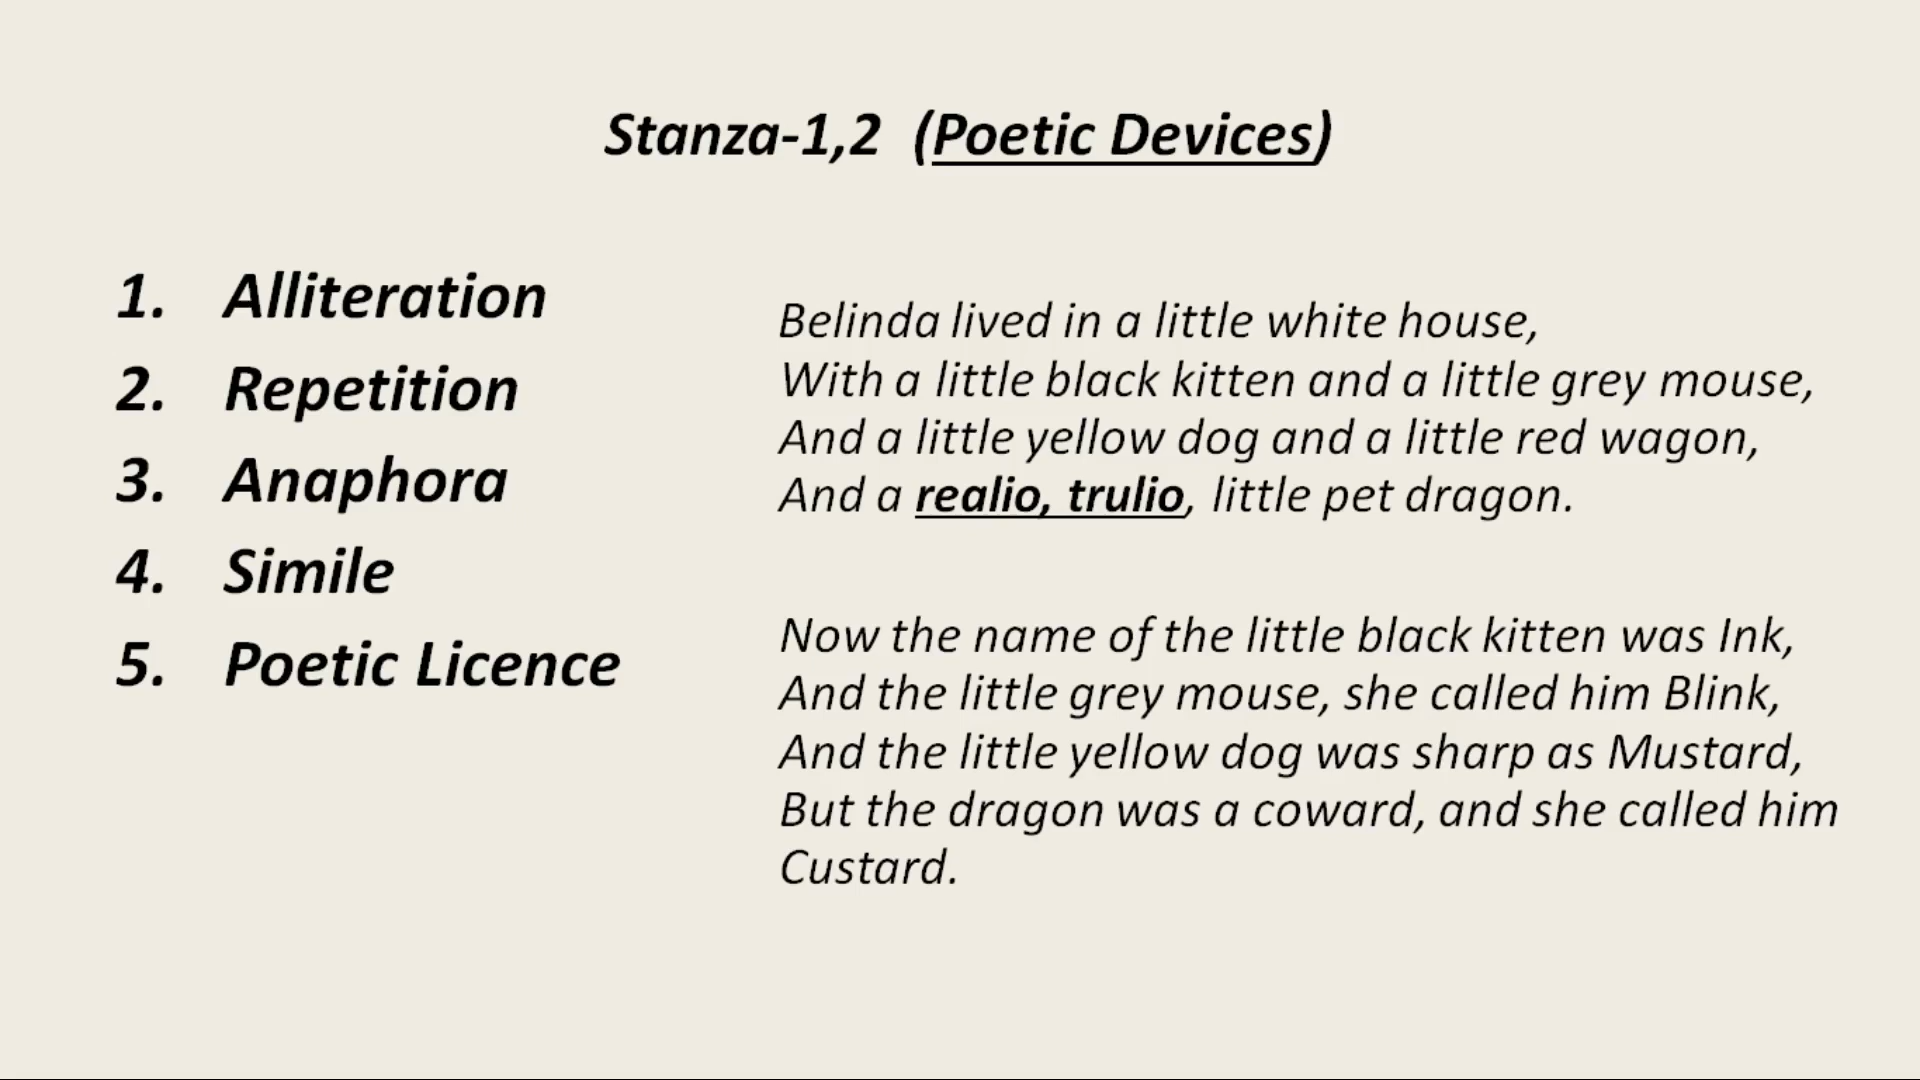 Stanza-1,2 (Poetic Devices)
1. Alliteration
2. Repetition
3. Anaphora
4. Simile
5. Poetic Licence
Belinda lived in a little white house,
With a little black kitten and a little grey mouse,
And a little yellow dog and a little red wagon,
And a realio, trulio, little pet dragon.
Now the name of the little black kitten was Ink,
And the little grey mouse, she called him Blink,
And the little yellow dog was sharp as Mustard,
But the dragon was a coward, and she called him
Custard.